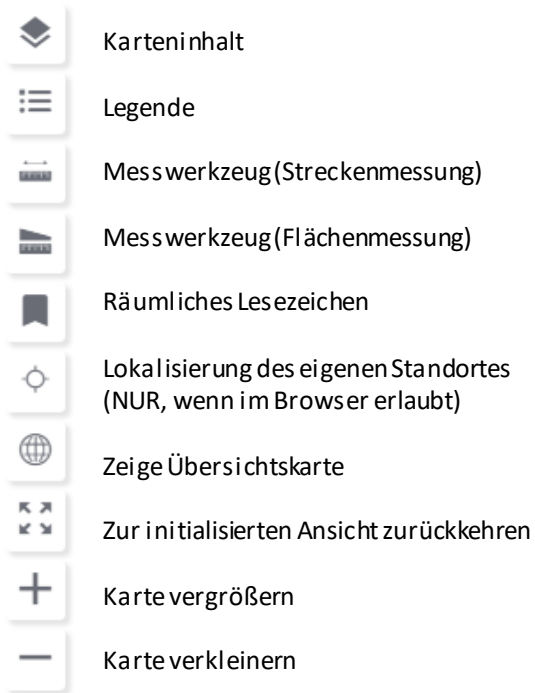 Karteninhalt
Legende
Messwerkzeug (Streckenmessung)
Messwerkzeug (Flächenmessung)
Räumliches Lesezeichen
Lokalisierung des eigenen Standortes
(NUR, wenn im Browser erlaubt)
Zeige Übersichtskarte
Zur initialisierten Ansicht zurückkehren
Karte vergrößern
Karte verkleinern